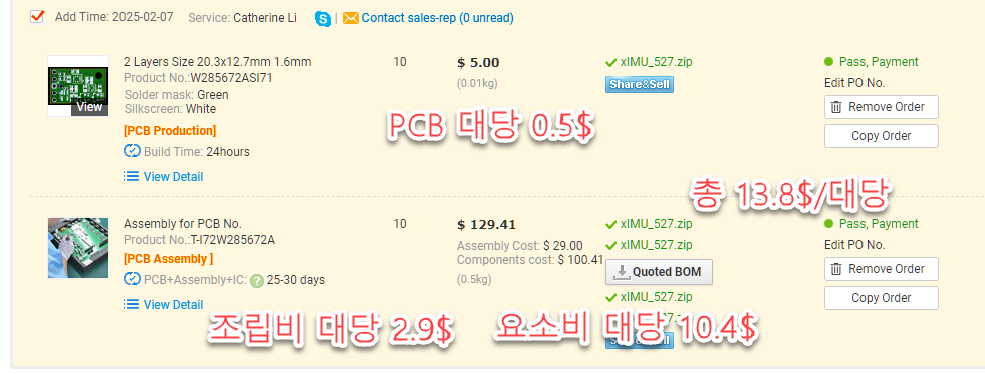 Add Time: 2025-02-07 Service: Catherine Li | Contact sales-rep (0 unread)
2 Layers Size 20.3x12.7mm 1.6mm 10 $ 5.00 xIMU_527.zip Pass, Payment
Product No.:W285672ASI71 (0.01kg) Share&Sell Edit PO No.
Solder mask: Green
Silkscreen: White
View
Remove Order
[PCB Production]
Copy Order
Build Time: 24hours
View Detail
PCB 대당 0.5$
총 13.8$/대당
Assembly for PCB No. 10 $ 129.41 xIMU_527.zip Pass, Payment
Product No.:T-I72W285672A Assembly Cost: $ 29.00 xIMU_527.zip Edit PO No.
[PCB Assembly ] Components cost: $ 100.41
PCB+Assembly+IC: ? 25-30 days (0.5kg) Quoted BOM Remove Order
View Detail xIMU_527.zip Copy Order
조립비 대당 2.9$ 요소비 대당 10.4$